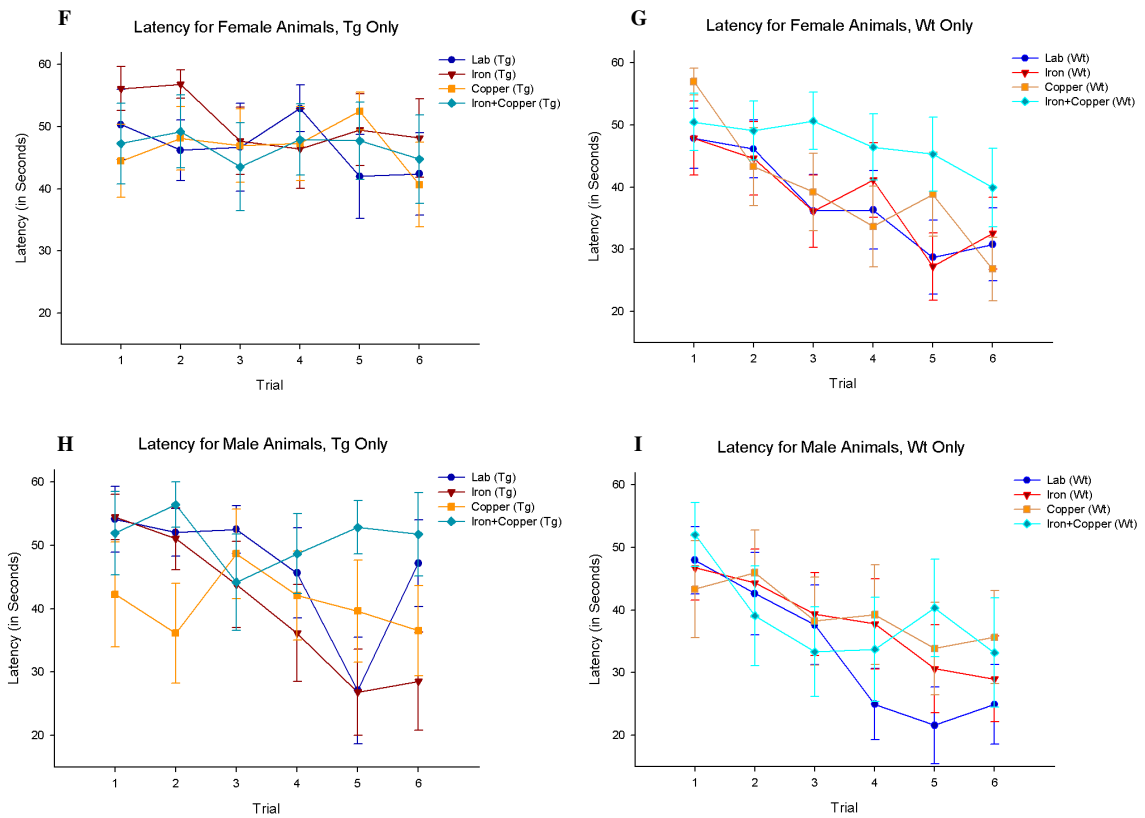 F
Latency for Female Animals, Tg Only
Lab (Tg)
Iron (Tg)
Copper (Tg)
Iron+Copper (Tg)
Latency (in Seconds)
60
50
40
30
20
1 2 3 4 5 6
Trial
G
Latency for Female Animals, Wt Only
Lab (Wt)
Iron (Wt)
Copper (Wt)
Iron+Copper (Wt)
Latency (in Seconds)
60
50
40
30
20
1 2 3 4 5 6
Trial
H
Latency for Male Animals, Tg Only
Lab (Tg)
Iron (Tg)
Copper (Tg)
Iron+Copper (Tg)
Latency (in Seconds)
60
50
40
30
20
1 2 3 4 5 6
Trial
I
Latency for Male Animals, Wt Only
Lab (Wt)
Iron (Wt)
Copper (Wt)
Iron+Copper (Wt)
Latency (in Seconds)
60
50
40
30
20
1 2 3 4 5 6
Trial